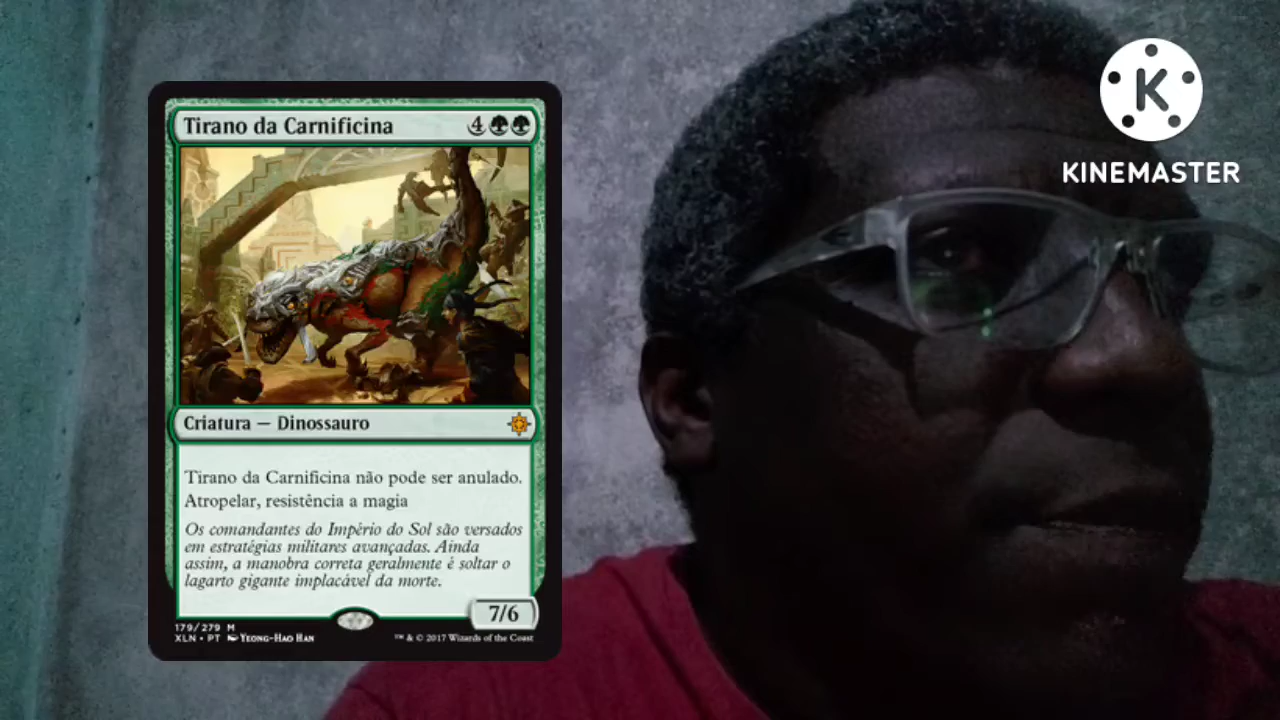 Tirano da Carnificina 4
Criatura — Dinossauro
Tirano da Carnificina não pode ser anulado.
Atropelar, resistência a magia
Os comandantes do Império do Sol são versados
em estratégias militares avançadas. Ainda
assim, a manobra correta geralmente é soltar o
lagarto gigante implacável da morte.
7/6
179/279 M
XLN • PT Yeong-Hao Han
™ & © 2017 Wizards of the Coast
K
KINEMASTER